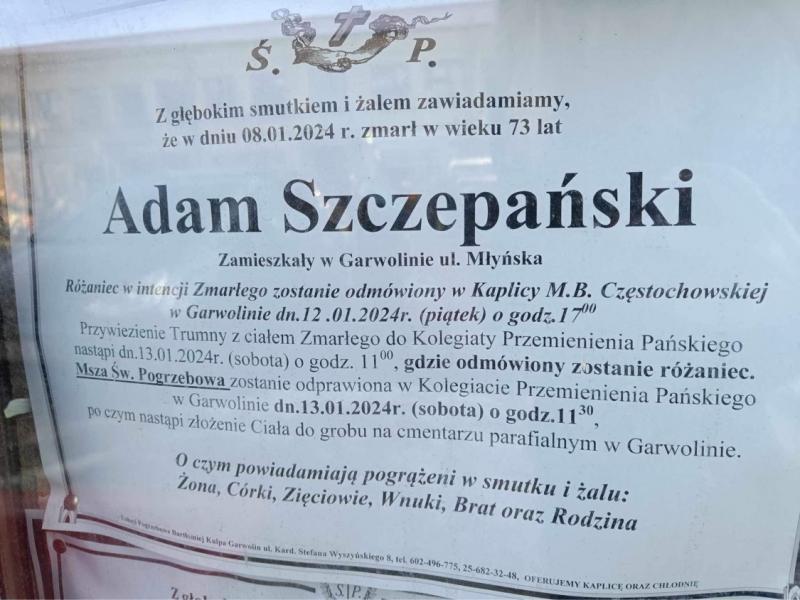 Ś. P.
Z głębokim smutkiem i żalem zawiadamiamy,
że w dniu 08.01.2024 r. zmarł w wieku 73 lat
Adam Szczepański
Zamieszkały w Garwolinie ul. Młyńska
Różaniec w intencji Zmarłego zostanie odmówiony w Kaplicy M.B. Częstochowskiej
w Garwolinie dn.12 .01.2024r. (piątek) o godz.17⁰⁰
Przywiezienie Trumny z ciałem Zmarłego do Kolegiaty Przemienienia Pańskiego
nastąpi dn.13.01.2024r. (sobota) o godz. 11⁰⁰, gdzie odmówiony zostanie różaniec.
Msza Św. Pogrzebowa zostanie odprawiona w Kolegiacie Przemienienia Pańskiego
w Garwolinie dn.13.01.2024r. (sobota) o godz.11³⁰,
po czym nastąpi złożenie Ciała do grobu na cmentarzu parafialnym w Garwolinie.
O czym powiadamiają pogrążeni w smutku i żalu:
Żona, Córki, Zięciowie, Wnuki, Brat oraz Rodzina
Pogrzebowa Bartłomiej Kulpa Garwolin ul. Kard. Stefana Wyszyńskiego 8, tel. 602-496-775, 25-682-32-48, OFERUJEMY KAPLICĘ ORAZ CHŁODNIĘ
Ś. P.
Z